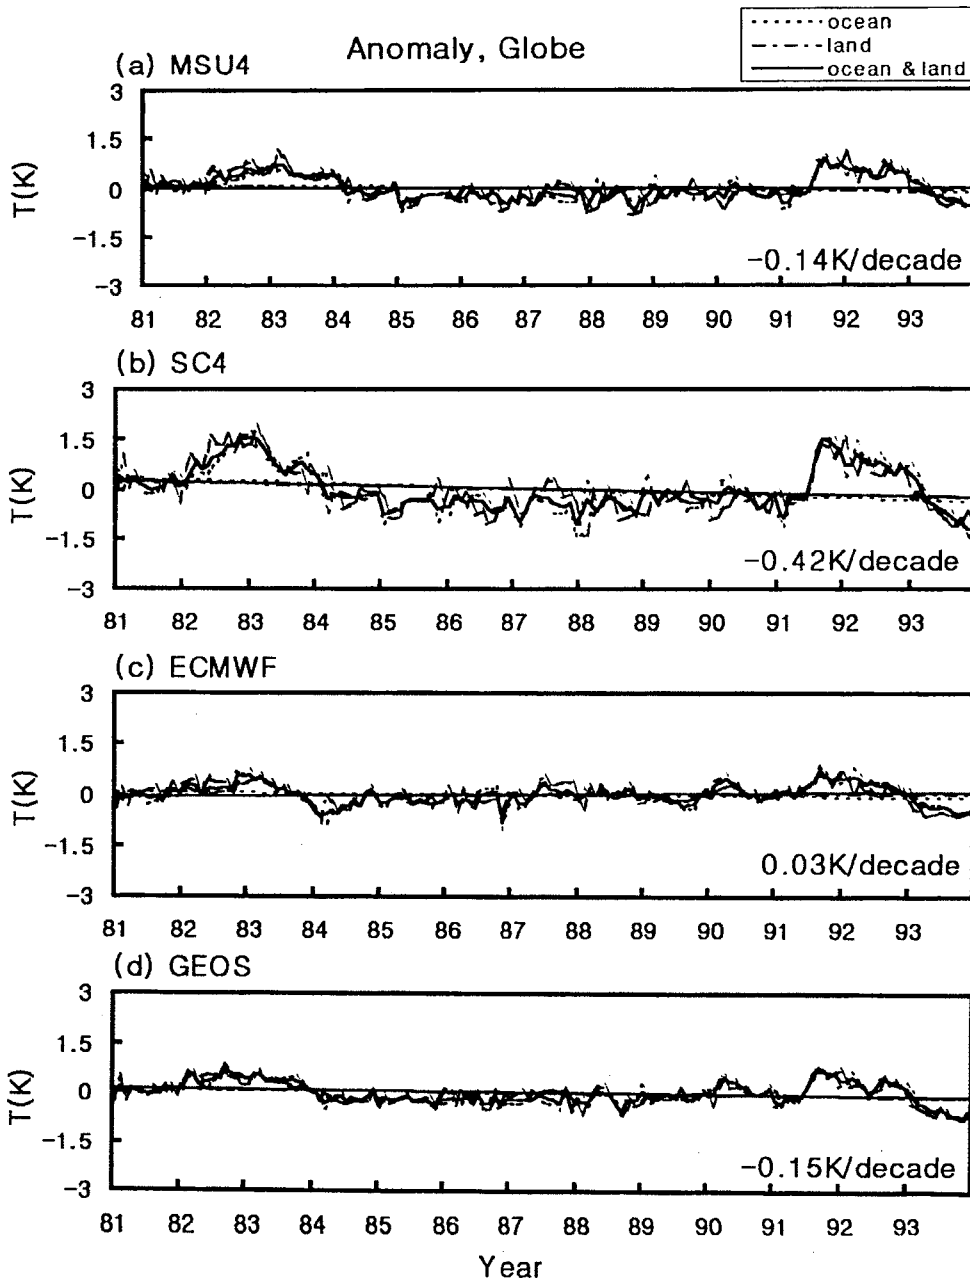 Anomaly, Globe
ocean
land
ocean & land
(a) MSU4
3
1.5
0
−1.5
−3
T(K)
−0.14K/decade
81 82 83 84 85 86 87 88 89 90 91 92 93
(b) SC4
3
1.5
0
−1.5
−3
T(K)
−0.42K/decade
81 82 83 84 85 86 87 88 89 90 91 92 93
(c) ECMWF
3
1.5
0
−1.5
−3
T(K)
0.03K/decade
81 82 83 84 85 86 87 88 89 90 91 92 93
(d) GEOS
3
1.5
0
−1.5
−3
T(K)
−0.15K/decade
81 82 83 84 85 86 87 88 89 90 91 92 93
Year